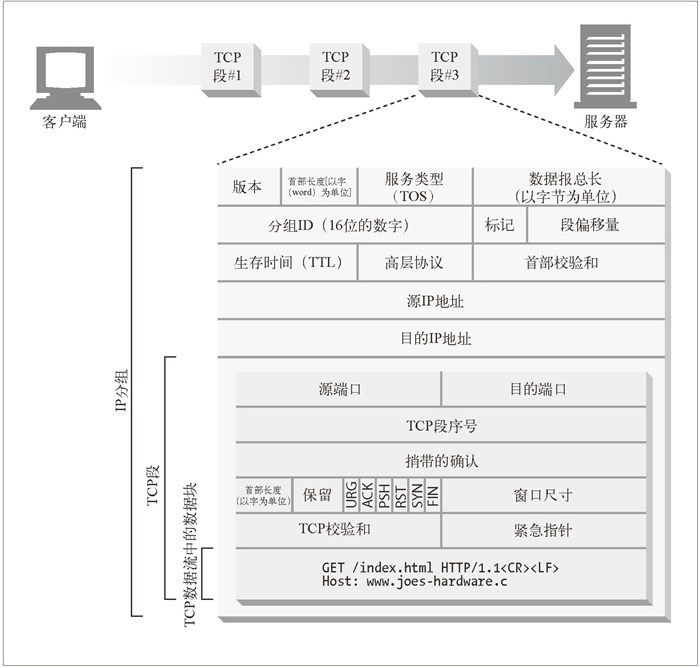 TCP
段#1
TCP
段#2
TCP
段#3
客户端
服务器
版本
首部长度[以字
(word) 为单位]
服务类型
(TOS)
数据报总长
(以字节为单位)
分组ID (16位的数字)
标记
段偏移量
生存时间 (TTL)
高层协议
首部校验和
源IP地址
目的IP地址
IP分组
TCP段
TCP数据流中的数据块
源端口
目的端口
TCP段序号
捎带的确认
首部长度
(以字为单位)
保留
URG
ACK
PSH
RST
SYN
FIN
窗口尺寸
TCP校验和
紧急指针
GET /index.html HTTP/1.1<CR><LF>
Host: www.joes-hardware.c